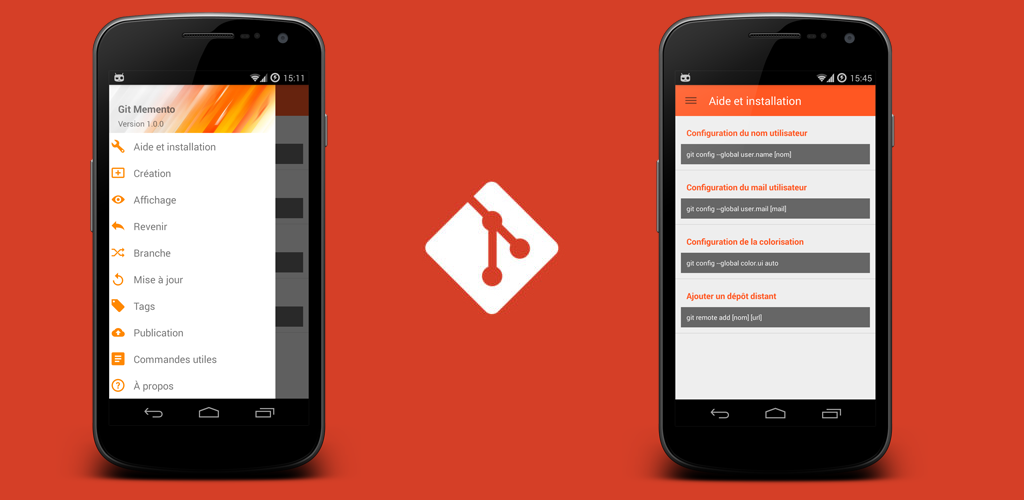 15:11
Git Memento
Version 1.0.0
Aide et installation
Création
Affichage
Revenir
Branche
Mise à jour
Tags
Publication
Commandes utiles
À propos
15:45
Aide et installation
Configuration du nom utilisateur
git config --global user.name [nom]
Configuration du mail utilisateur
git config --global user.mail [mail]
Configuration de la colorisation
git config --global color.ui auto
Ajouter un dépôt distant
git remote add [nom] [url]